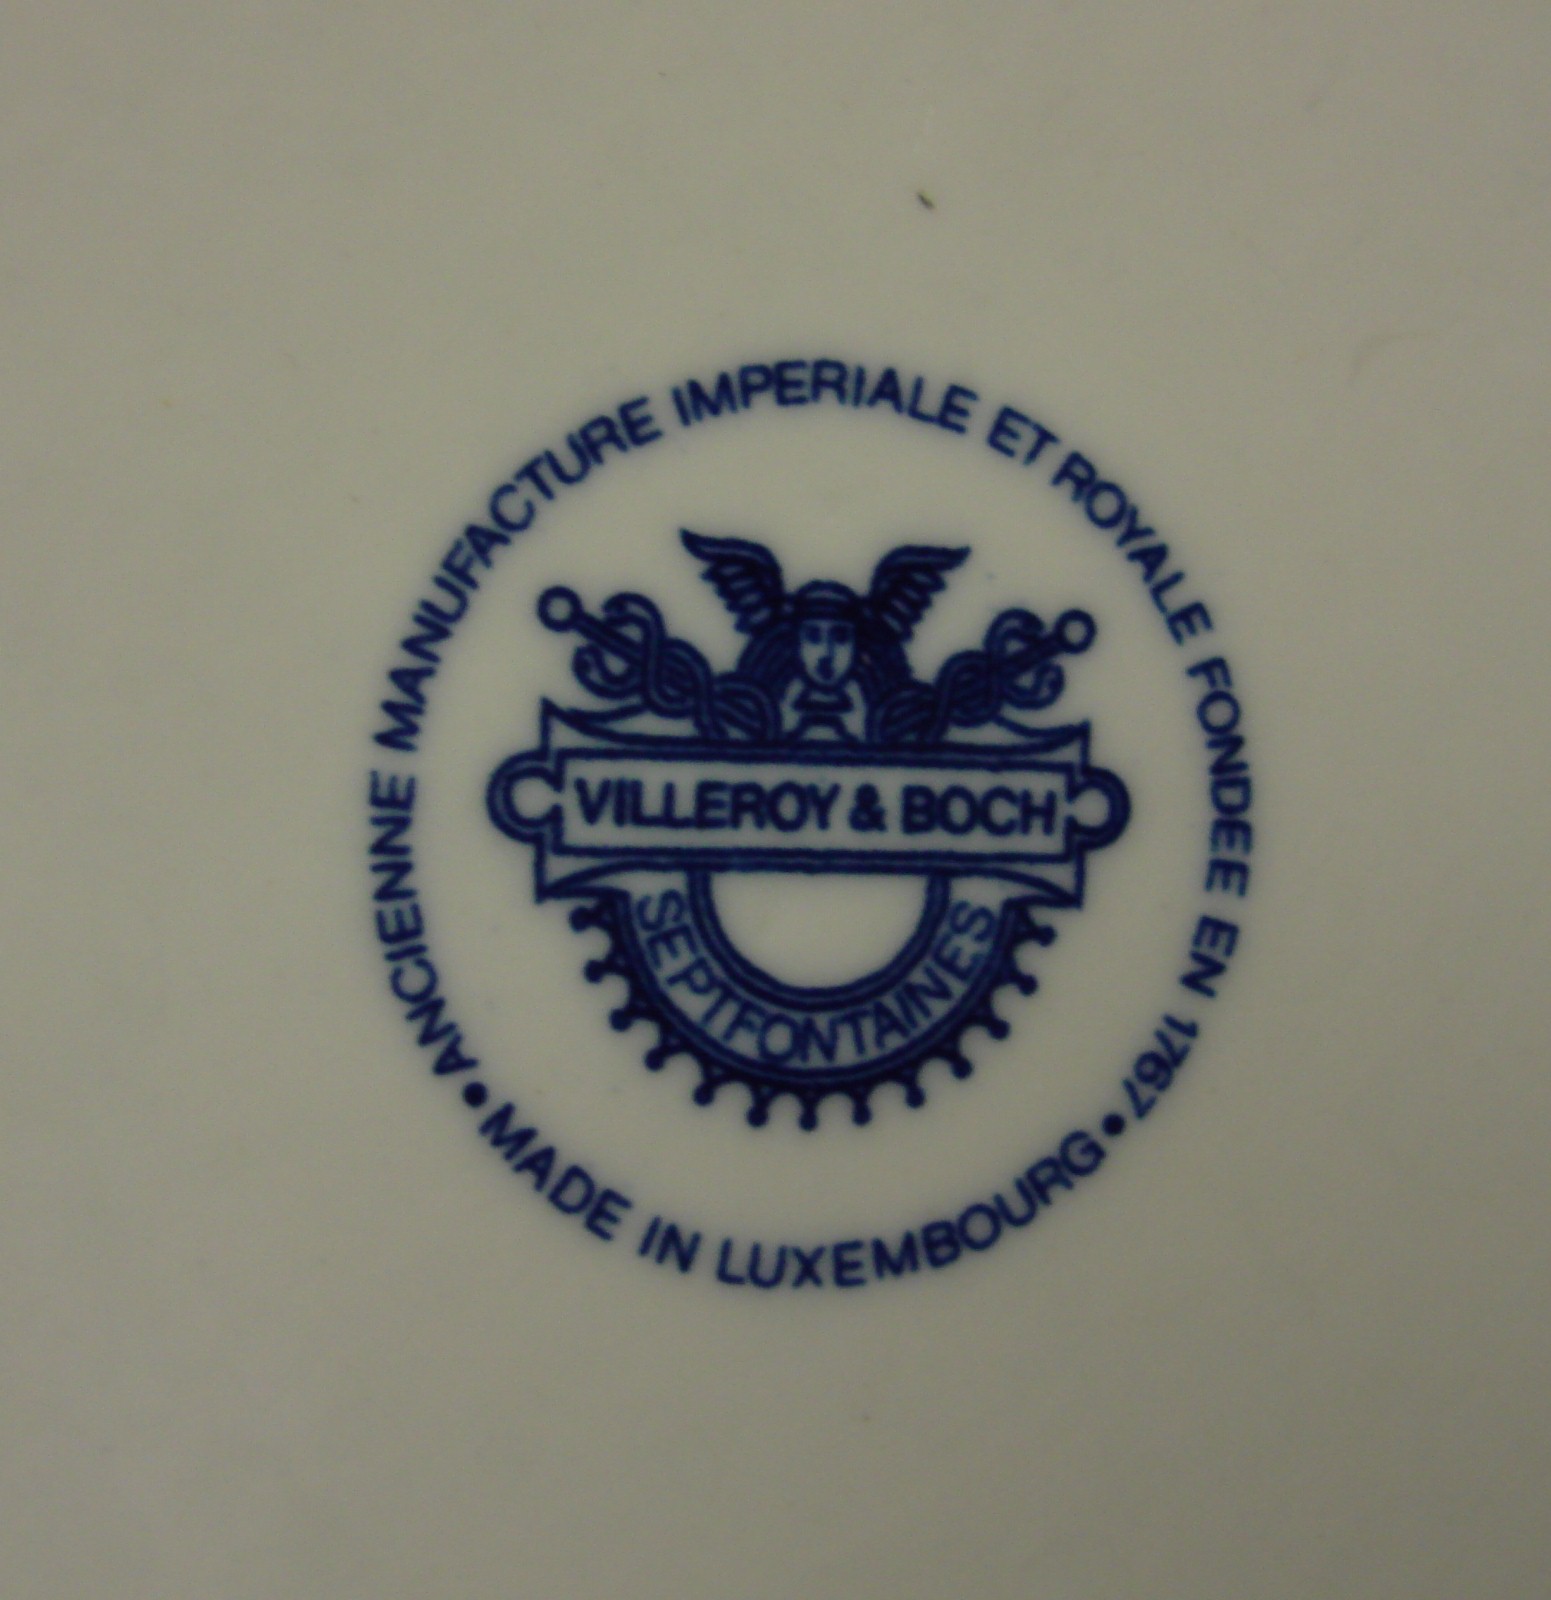 ANCIENNE MANUFACTURE IMPERIALE ET ROYALE FONDEE EN 1767 •
MADE IN LUXEMBOURG •
VILLEROY & BOCH
SEPTFONTAINES